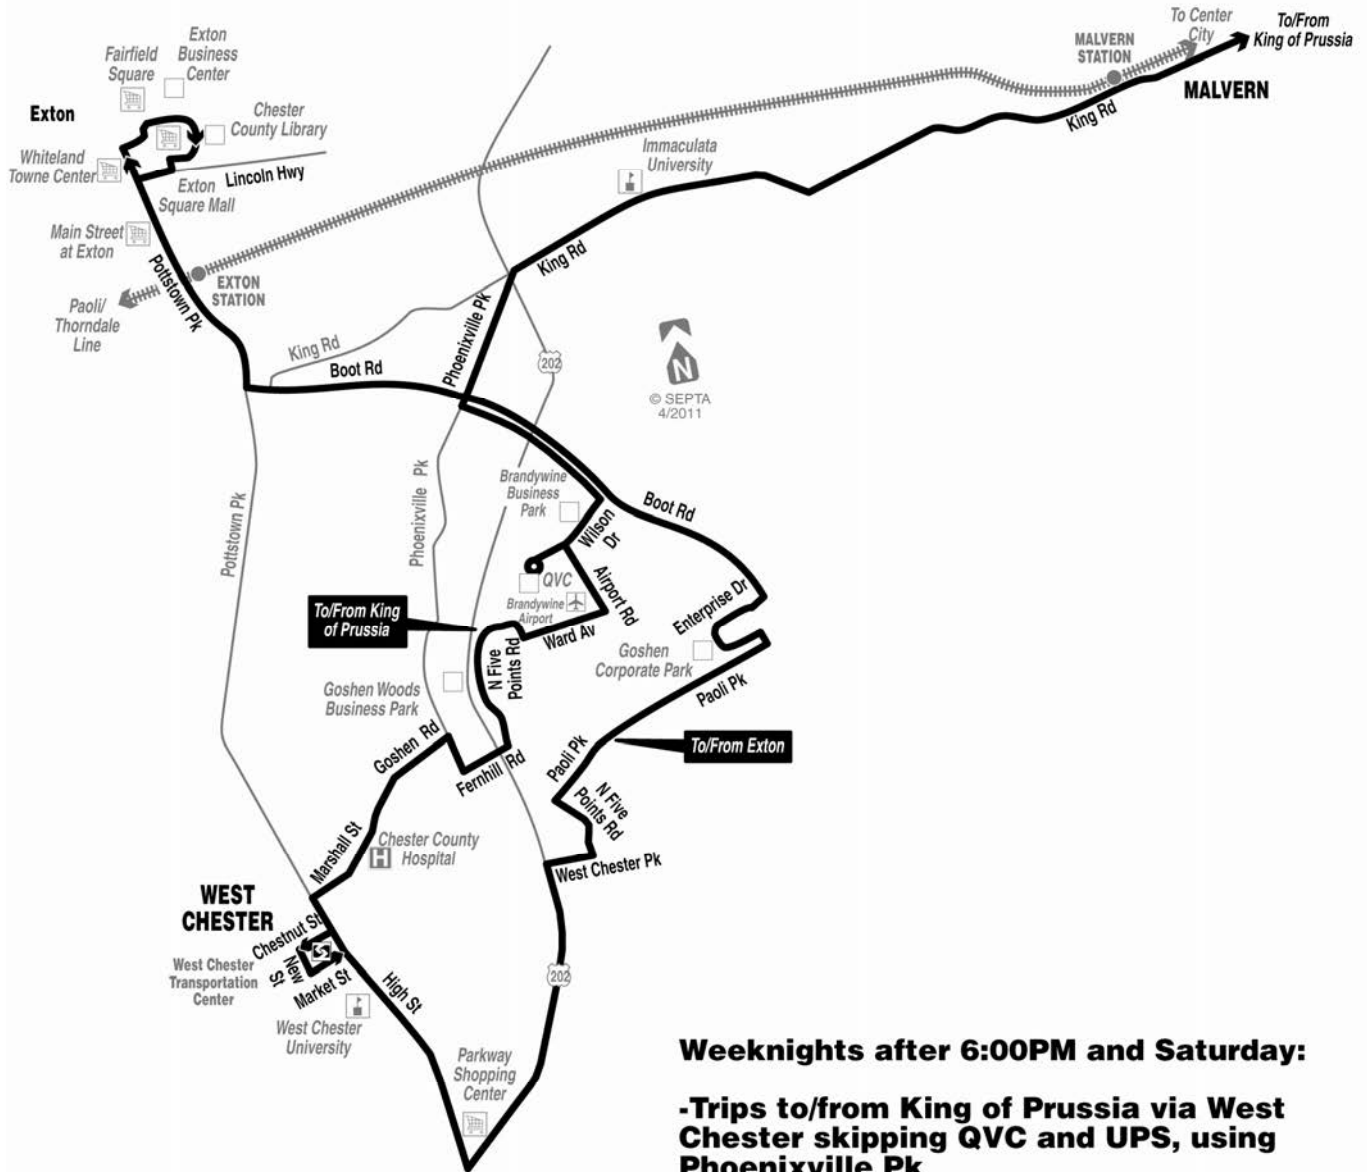 To Center
City
To/From
King of Prussia
MALVERN
STATION
MALVERN
King Rd
Exton
Business
Center
Fairfield
Square
Exton
Chester
County Library
Whiteland
Towne Center
Lincoln Hwy
Exton
Square Mall
Immaculata
University
Main Street
at Exton
Pottstown Pk
EXTON
STATION
Paoli/
Thorndale
Line
King Rd
Phoenixville Pk
King Rd
Boot Rd
202
N
© SEPTA
4/2011
Pottstown Pk
Phoenixville Pk
Brandywine
Business
Park
Boot Rd
Wilson
Dr
QVC
Brandywine
Airport
Airport Rd
Ward Av
Enterprise Dr
Goshen
Corporate Park
To/From King
of Prussia
N Five
Points Rd
Goshen Woods
Business Park
Paoli Pk
Goshen Rd
Fernhill Rd
To/From Exton
Paoli Pk
N Five
Points Rd
Marshall St
H
Chester County
Hospital
West Chester Pk
WEST
CHESTER
Chestnut St
West Chester
Transportation
Center
New
St
Market St
High St
202
West Chester
University
Parkway
Shopping
Center
Weeknights after 6:00PM and Saturday:
-Trips to/from King of Prussia via West
Chester skipping QVC and UPS, using
Phoenixville Pk